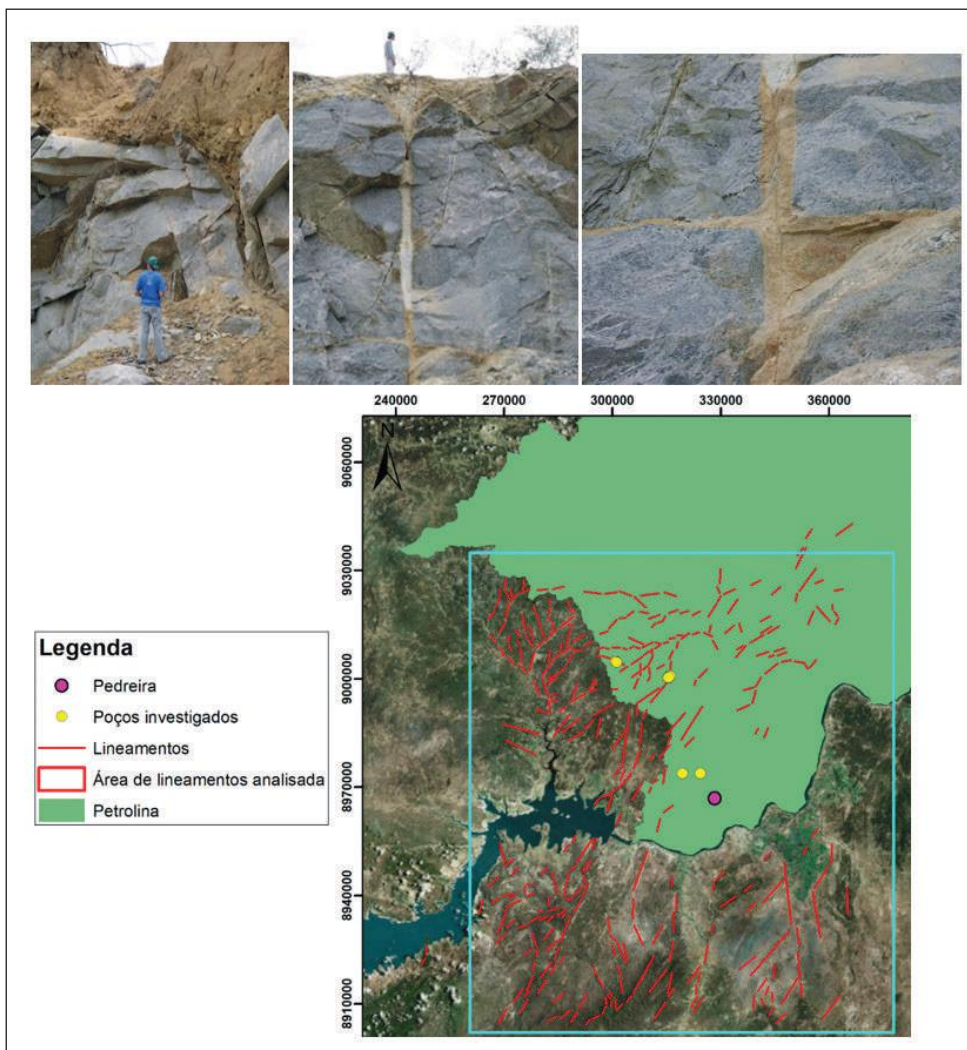 240000 270000 300000 330000 360000
N
9060000
9030000
9000000
8970000
8940000
8910000
Legenda
Pedreira
Poços investigados
Lineamentos
Área de lineamentos analisada
Petrolina